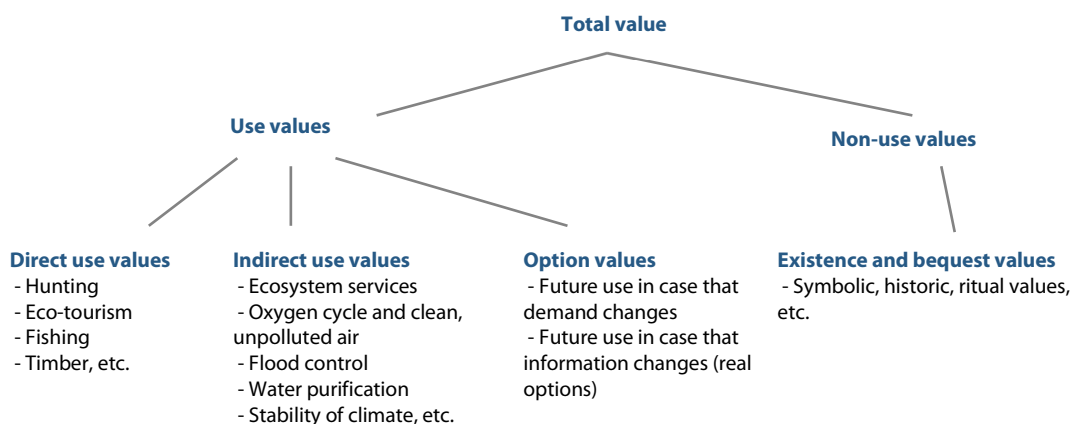 Total value
Use values
Non-use values
Direct use values
- Hunting
- Eco-tourism
- Fishing
- Timber, etc.
Indirect use values
- Ecosystem services
- Oxygen cycle and clean,
unpolluted air
- Flood control
- Water purification
- Stability of climate, etc.
Option values
- Future use in case that
demand changes
- Future use in case that
information changes (real
options)
Existence and bequest values
- Symbolic, historic, ritual values,
etc.